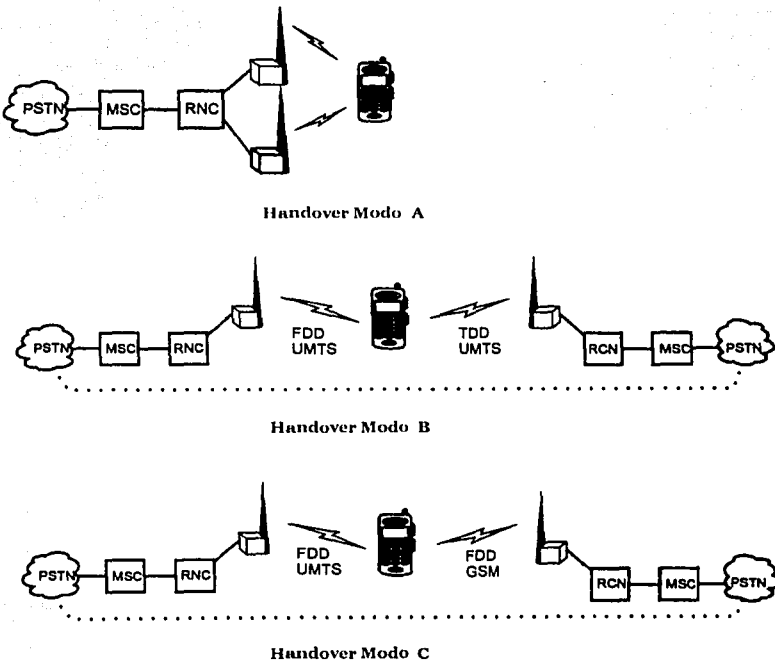 PSTN MSC RNC
Handover Modo A
FDD UMTS
TDD UMTS
PSTN MSC RNC
RCN MSC PSTN
Handover Modo B
FDD UMTS
FDD GSM
PSTN MSC RNC
RCN MSC PSTN
Handover Modo C